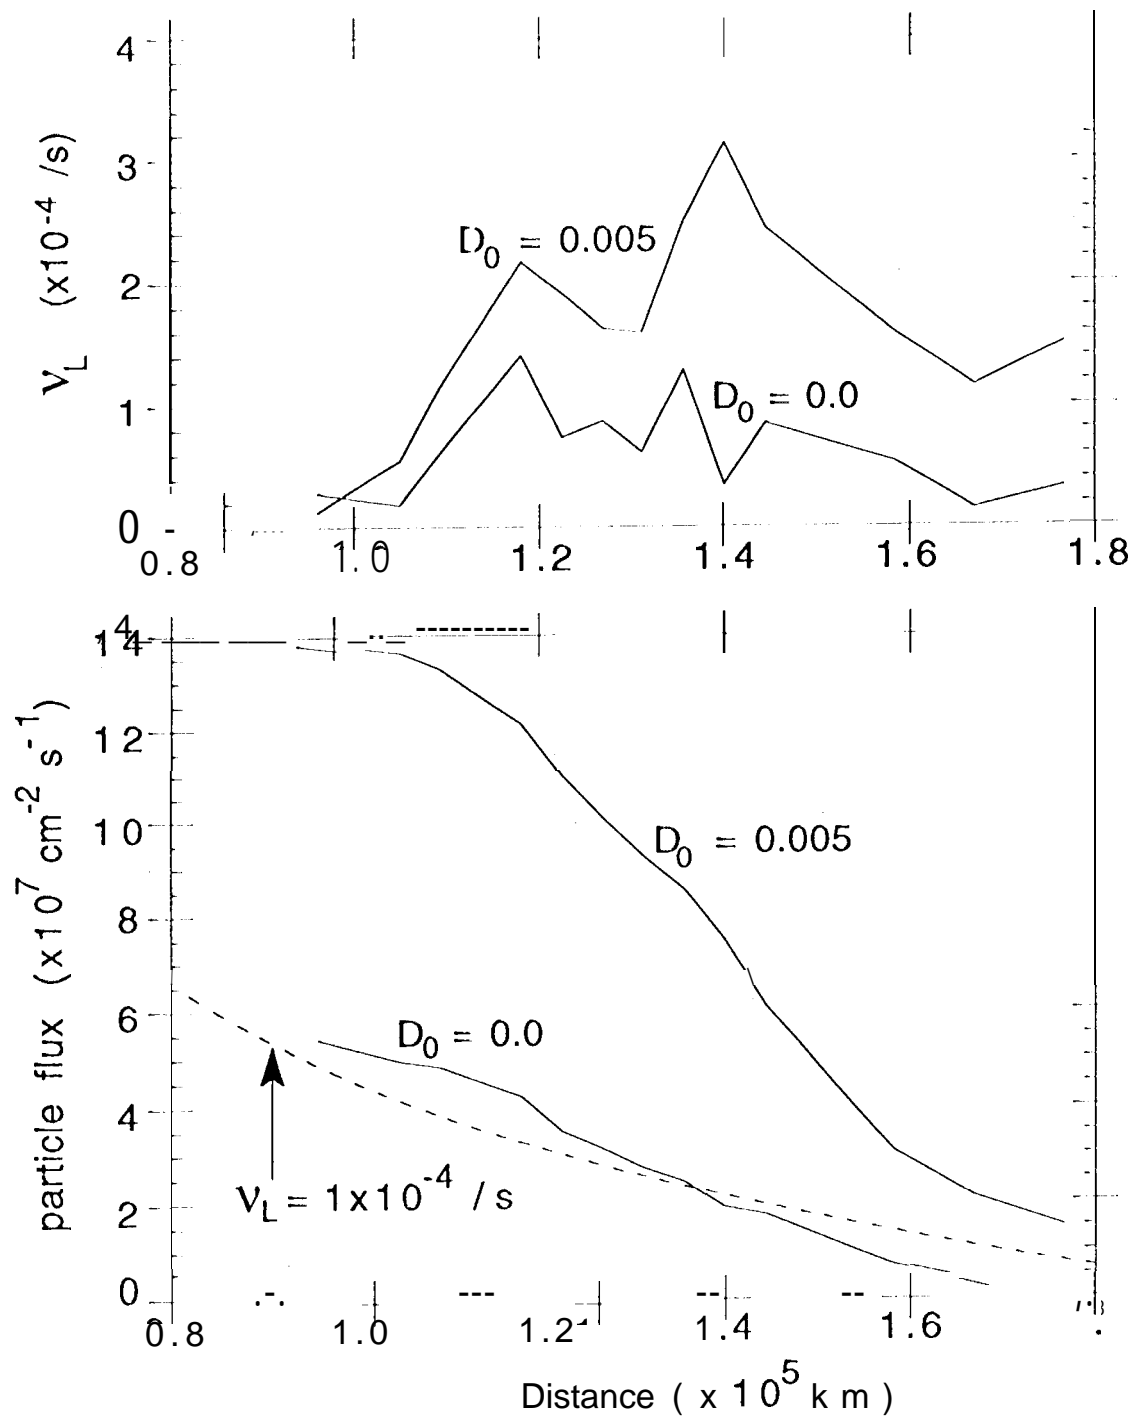 4
3
2
1
0
ν_L (x10^-4 /s)
D_0 = 0.005
D_0 = 0.0
0.8 1.0 1.2 1.4 1.6 1.8
14
12
10
8
6
4
2
0
particle flux (x10^7 cm^-2 s^-1)
D_0 = 0.005
D_0 = 0.0
ν_L = 1x10^-4 /s
0.8 1.0 1.2 1.4 1.6
Distance ( x 10^5 km )